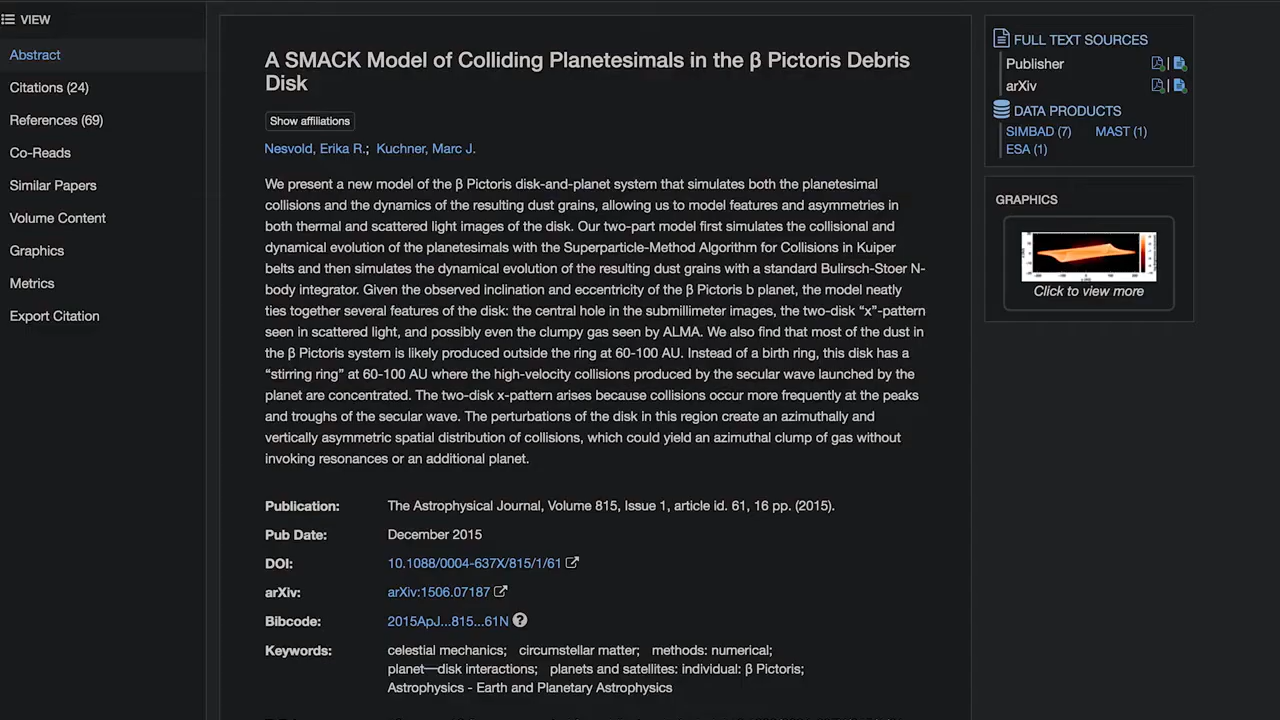 VIEW
Abstract
Citations (24)
References (69)
Co-Reads
Similar Papers
Volume Content
Graphics
Metrics
Export Citation
A SMACK Model of Colliding Planetesimals in the β Pictoris Debris
Disk
Show affiliations
Nesvold, Erika R.; Kuchner, Marc J.
We present a new model of the β Pictoris disk-and-planet system that simulates both the planetesimal
collisions and the dynamics of the resulting dust grains, allowing us to model features and asymmetries in
both thermal and scattered light images of the disk. Our two-part model first simulates the collisional and
dynamical evolution of the planetesimals with the Superparticle-Method Algorithm for Collisions in Kuiper
belts and then simulates the dynamical evolution of the resulting dust grains with a standard Bulirsch-Stoer N-
body integrator. Given the observed inclination and eccentricity of the β Pictoris b planet, the model neatly
ties together several features of the disk: the central hole in the submillimeter images, the two-disk “x”-pattern
seen in scattered light, and possibly even the clumpy gas seen by ALMA. We also find that most of the dust in
the β Pictoris system is likely produced outside the ring at 60-100 AU. Instead of a birth ring, this disk has a
“stirring ring” at 60-100 AU where the high-velocity collisions produced by the secular wave launched by the
planet are concentrated. The two-disk x-pattern arises because collisions occur more frequently at the peaks
and troughs of the secular wave. The perturbations of the disk in this region create an azimuthally and
vertically asymmetric spatial distribution of collisions, which could yield an azimuthal clump of gas without
invoking resonances or an additional planet.
Publication: The Astrophysical Journal, Volume 815, Issue 1, article id. 61, 16 pp. (2015).
Pub Date: December 2015
DOI: 10.1088/0004-637X/815/1/61
arXiv: arXiv:1506.07187
Bibcode: 2015ApJ...815...61N ?
Keywords: celestial mechanics; circumstellar matter; methods: numerical;
planet—disk interactions; planets and satellites: individual: β Pictoris;
Astrophysics - Earth and Planetary Astrophysics
FULL TEXT SOURCES
Publisher |
arXiv |
DATA PRODUCTS
SIMBAD (7) MAST (1)
ESA (1)
GRAPHICS
Click to view more